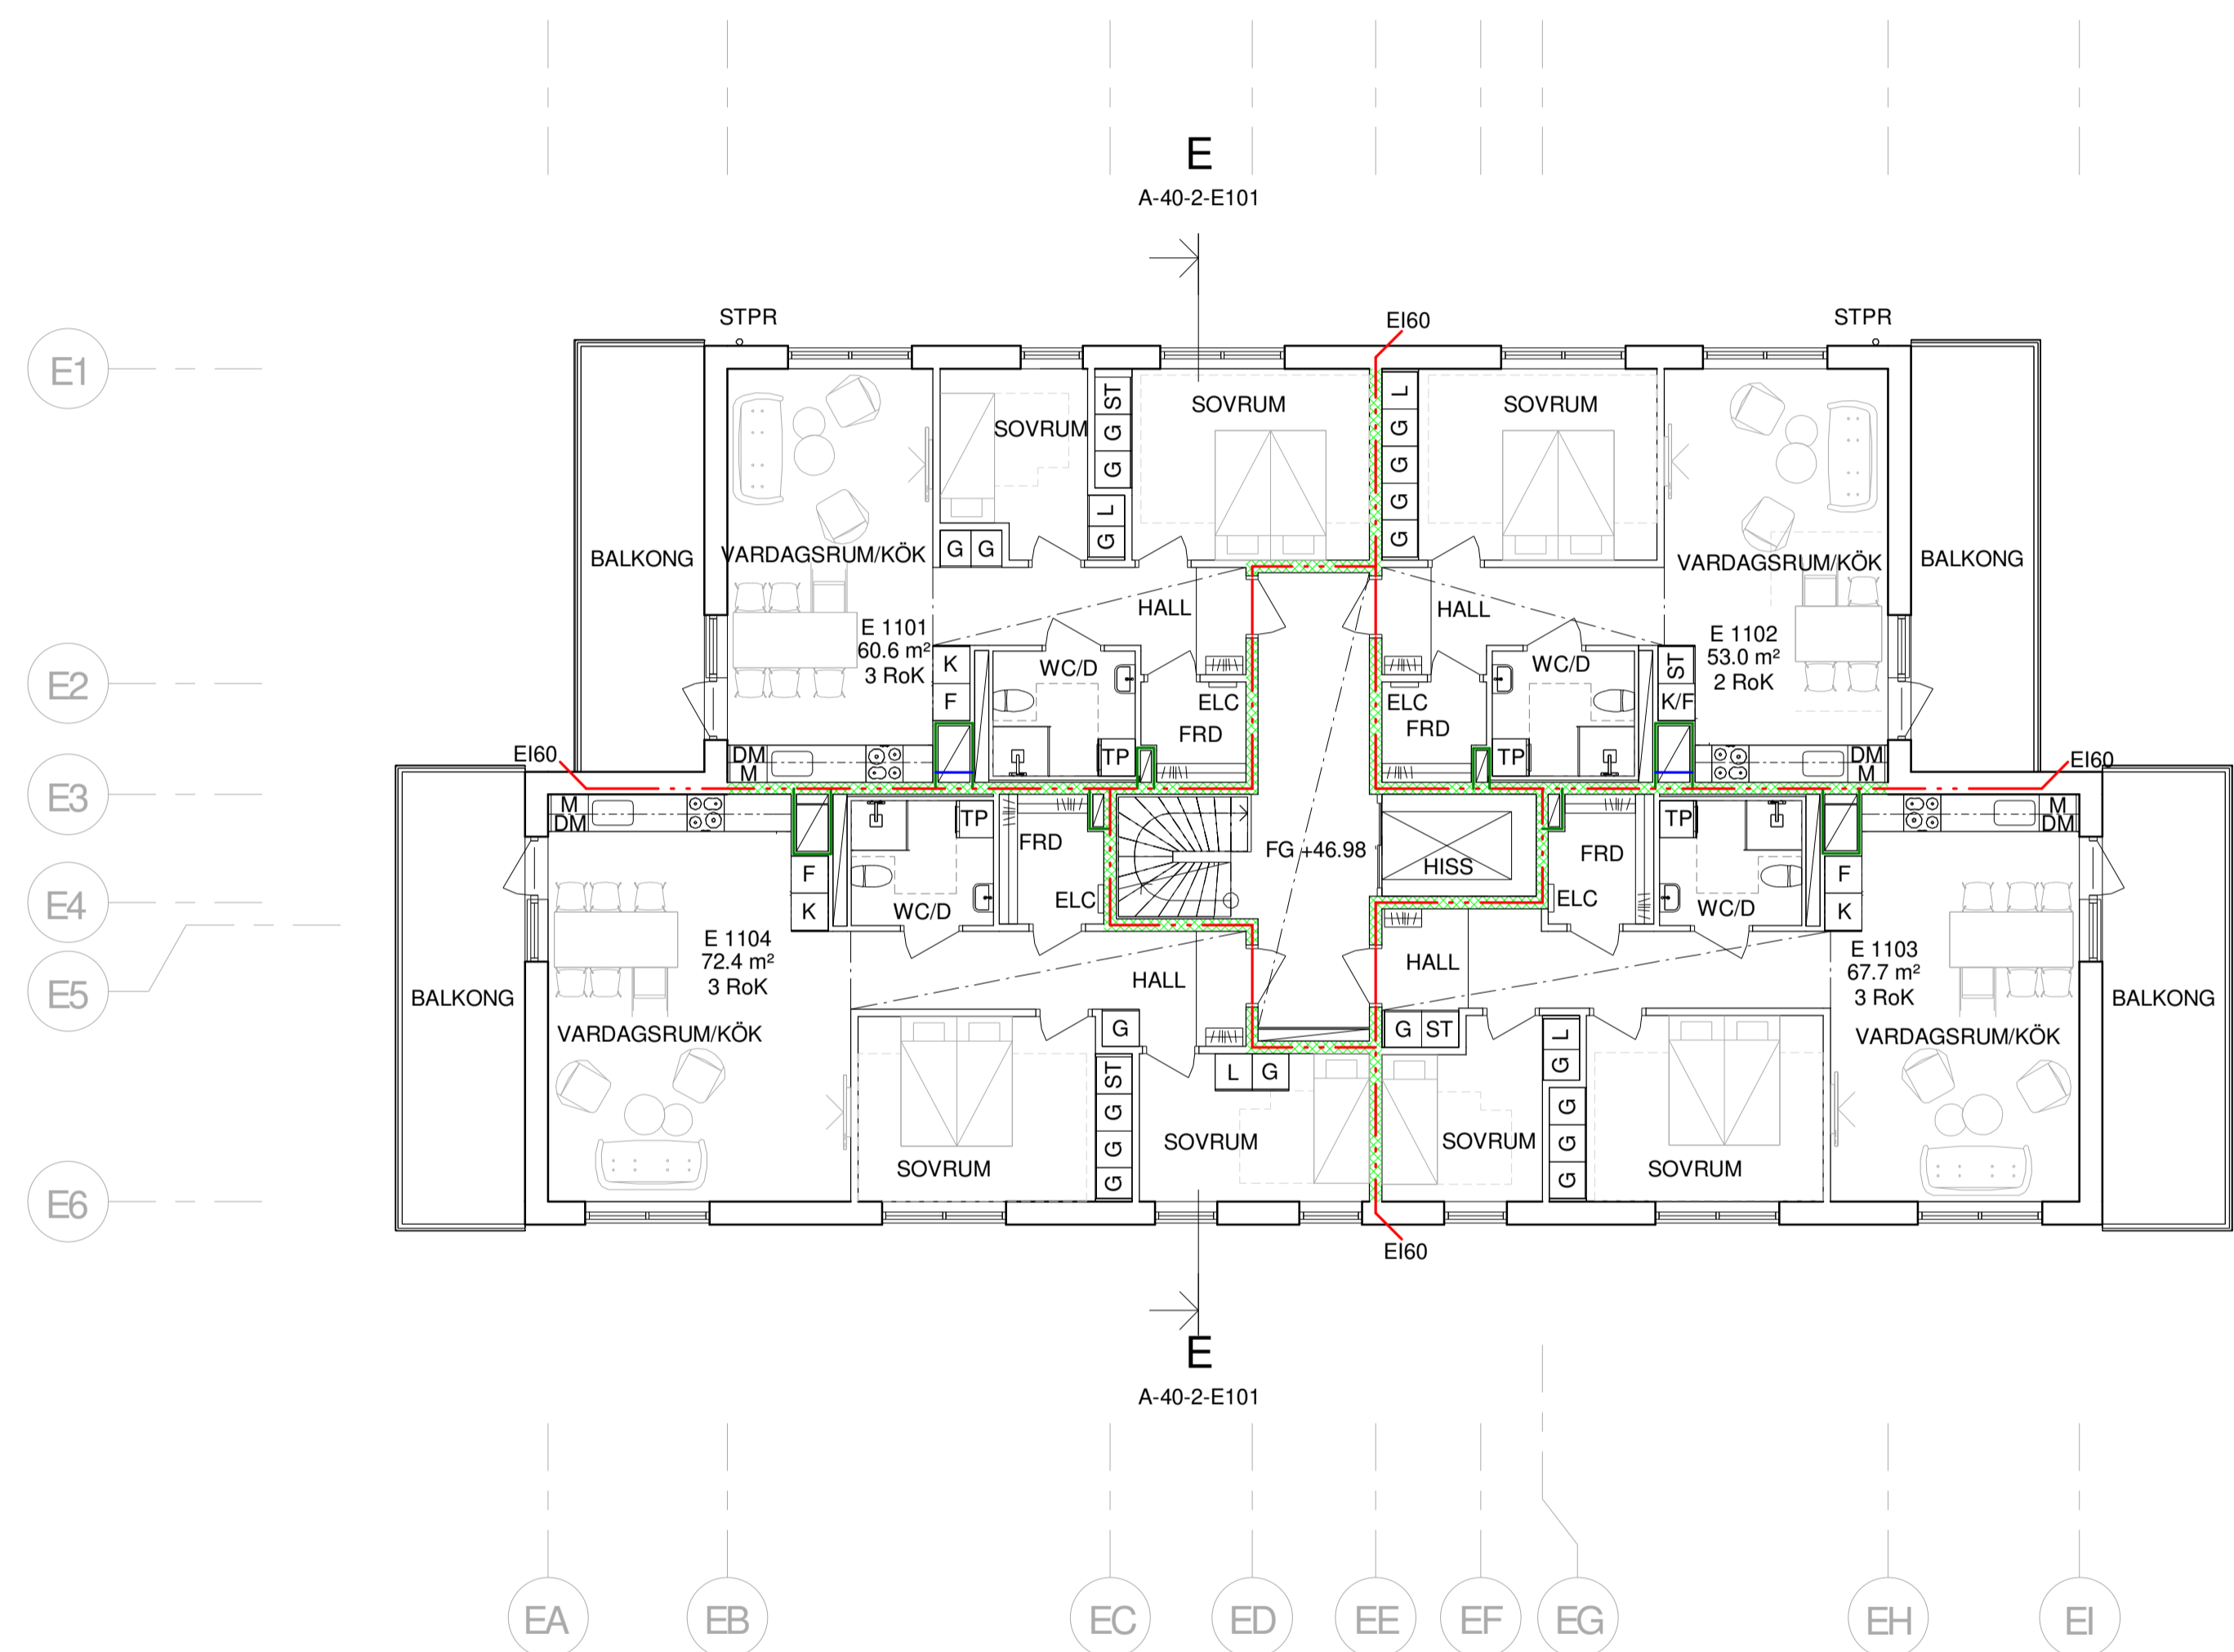 E
A-40-2-E101
STPR
EI60
STPR
E1
SOVRUM
ST
G
G
SOVRUM
L
G
G
G
G
SOVRUM
SOVRUM
L
G
G G
BALKONG
VARDAGSRUM/KÖK
VARDAGSRUM/KÖK
BALKONG
HALL
HALL
E 1101
60.6 m²
3 RoK
E 1102
53.0 m²
2 RoK
E2
K
F
WC/D
ELC
FRD
TP
ELC
FRD
WC/D
TP
ST
K/F
EI60
DM
M
DM
M
EI60
E3
M
DM
TP
FRD
FG +46.98
HISS
FRD
TP
M
DM
E4
F
K
WC/D
ELC
ELC
WC/D
F
K
E5
E 1104
72.4 m²
3 RoK
HALL
HALL
E 1103
67.7 m²
3 RoK
BALKONG
BALKONG
VARDAGSRUM/KÖK
G
G ST
L
G
VARDAGSRUM/KÖK
ST
G
G
G
L G
G
G
G
SOVRUM
SOVRUM
SOVRUM
SOVRUM
E6
EI60
E
A-40-2-E101
EA
EB
EC
ED
EE
EF
EG
EH
EI